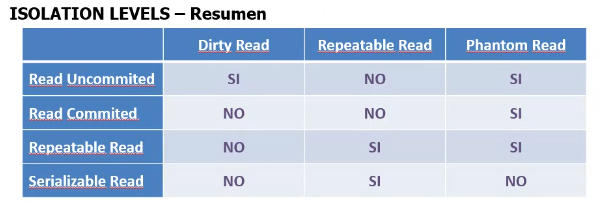 ISOLATION LEVELS – Resumen
Dirty Read Repeatable Read Phantom Read
Read Uncommited SI NO SI
Read Commited NO NO SI
Repeatable Read NO SI SI
Serializable Read NO SI NO